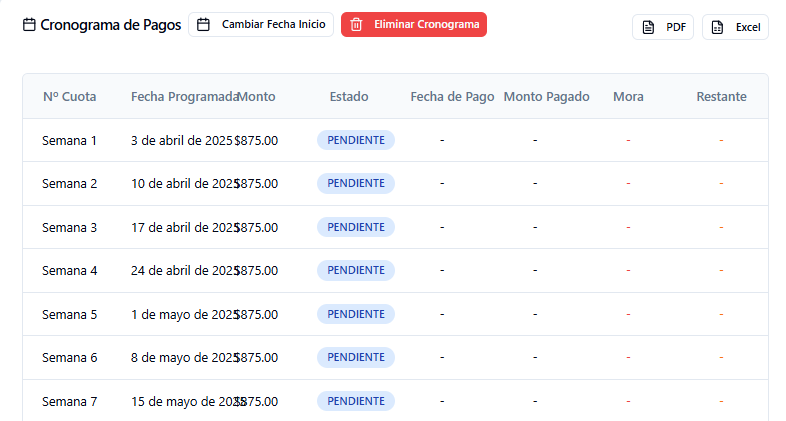 Cronograma de Pagos Cambiar Fecha Inicio Eliminar Cronograma PDF Excel
Nº Cuota Fecha Programada Monto Estado Fecha de Pago Monto Pagado Mora Restante
Semana 1 3 de abril de 2025 $875.00 PENDIENTE - - - -
Semana 2 10 de abril de 2025 $875.00 PENDIENTE - - - -
Semana 3 17 de abril de 2025 $875.00 PENDIENTE - - - -
Semana 4 24 de abril de 2025 $875.00 PENDIENTE - - - -
Semana 5 1 de mayo de 2025 $875.00 PENDIENTE - - - -
Semana 6 8 de mayo de 2025 $875.00 PENDIENTE - - - -
Semana 7 15 de mayo de 2025 $875.00 PENDIENTE - - - -